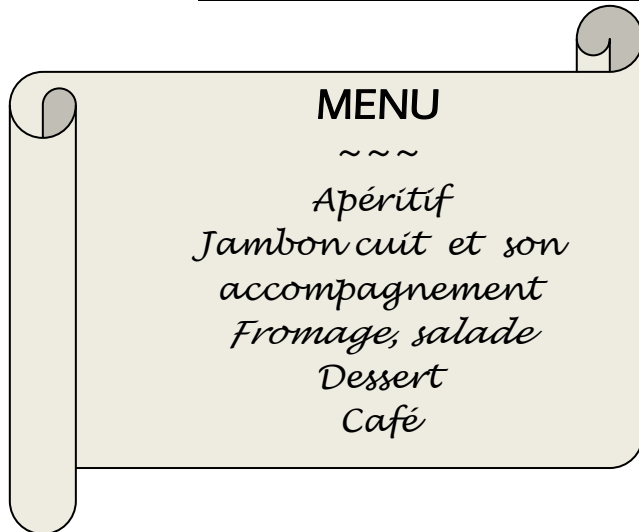 MENU
~~~
Apéritif
Jambon cuit et son
accompagnement
Fromage, salade
Dessert
Café